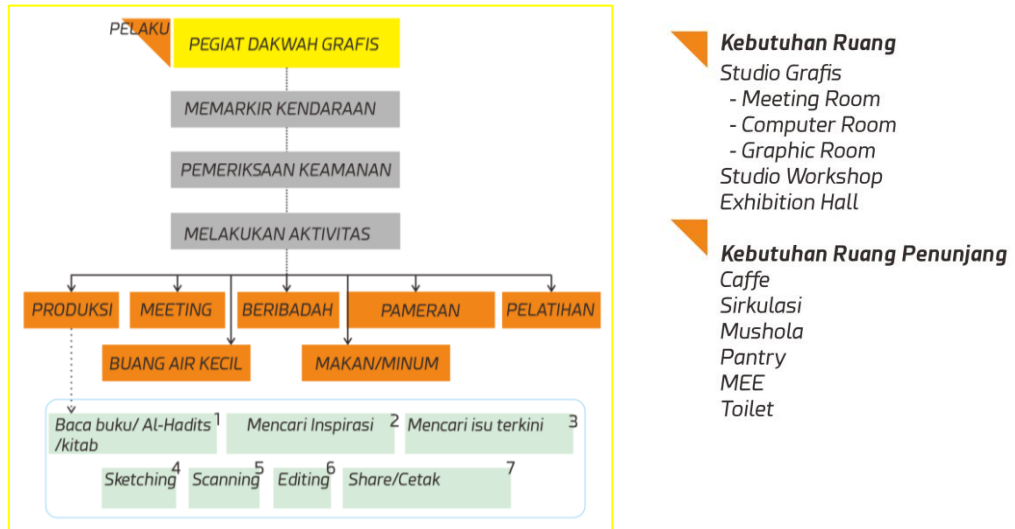 PELAKU
PEGIAT DAKWAH GRAFIS
MEMARKIR KENDARAAN
PEMERIKSAAN KEAMANAN
MELAKUKAN AKTIVITAS
PRODUKSI
MEETING
BERIBADAH
PAMERAN
PELATIHAN
BUANG AIR KECIL
MAKAN/MINUM
Baca buku/ Al-Hadits 1
/kitab
Mencari Inspirasi 2
Mencari isu terkini 3
Sketching 4
Scanning 5
Editing 6
Share/Cetak 7
Kebutuhan Ruang
Studio Grafis
- Meeting Room
- Computer Room
- Graphic Room
Studio Workshop
Exhibition Hall
Kebutuhan Ruang Penunjang
Caffe
Sirkulasi
Mushola
Pantry
MEE
Toilet